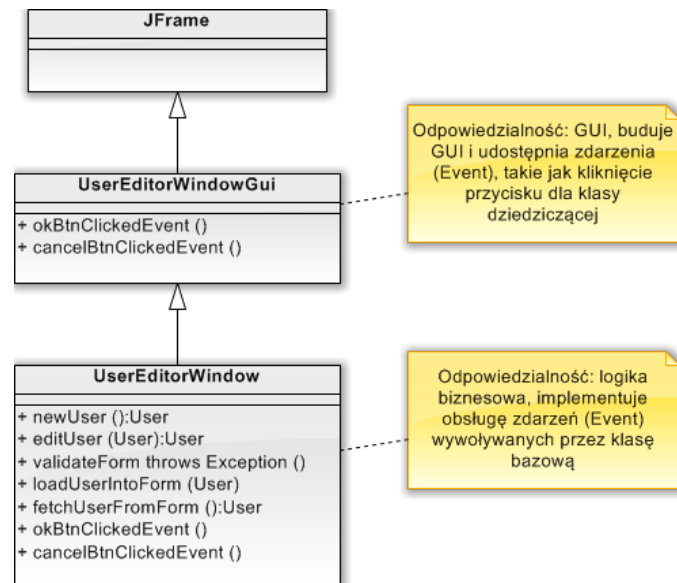 JFrame
UserEditorWindowGui
+ okBtnClickedEvent ()
+ cancelBtnClickedEvent ()
Odpowiedzialność: GUI, buduje
GUI i udostępnia zdarzenia
(Event), takie jak kliknięcie
przycisku dla klasy
dziedziczącej
UserEditorWindow
+ newUser ():User
+ editUser (User):User
+ validateForm throws Exception ()
+ loadUserIntoForm (User)
+ fetchUserFromForm ():User
+ okBtnClickedEvent ()
+ cancelBtnClickedEvent ()
Odpowiedzialność: logika
biznesowa, implementuje
obsługę zdarzeń (Event)
wywoływanych przez klasę
bazową